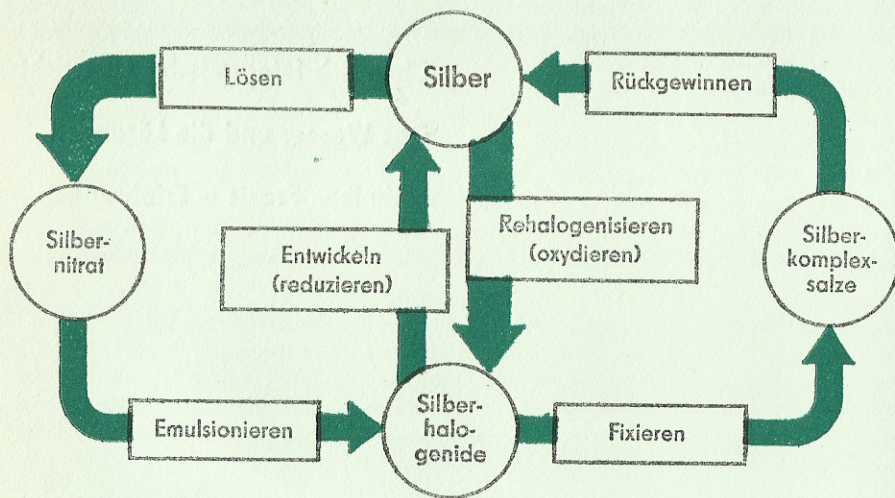 Lösen
Silber
Rückgewinnen
Silber-
nitrat
Entwickeln
(reduzieren)
Rehalogenisieren
(oxydieren)
Silber-
komplex-
salze
Emulsionieren
Silber-
halo-
genide
Fixieren